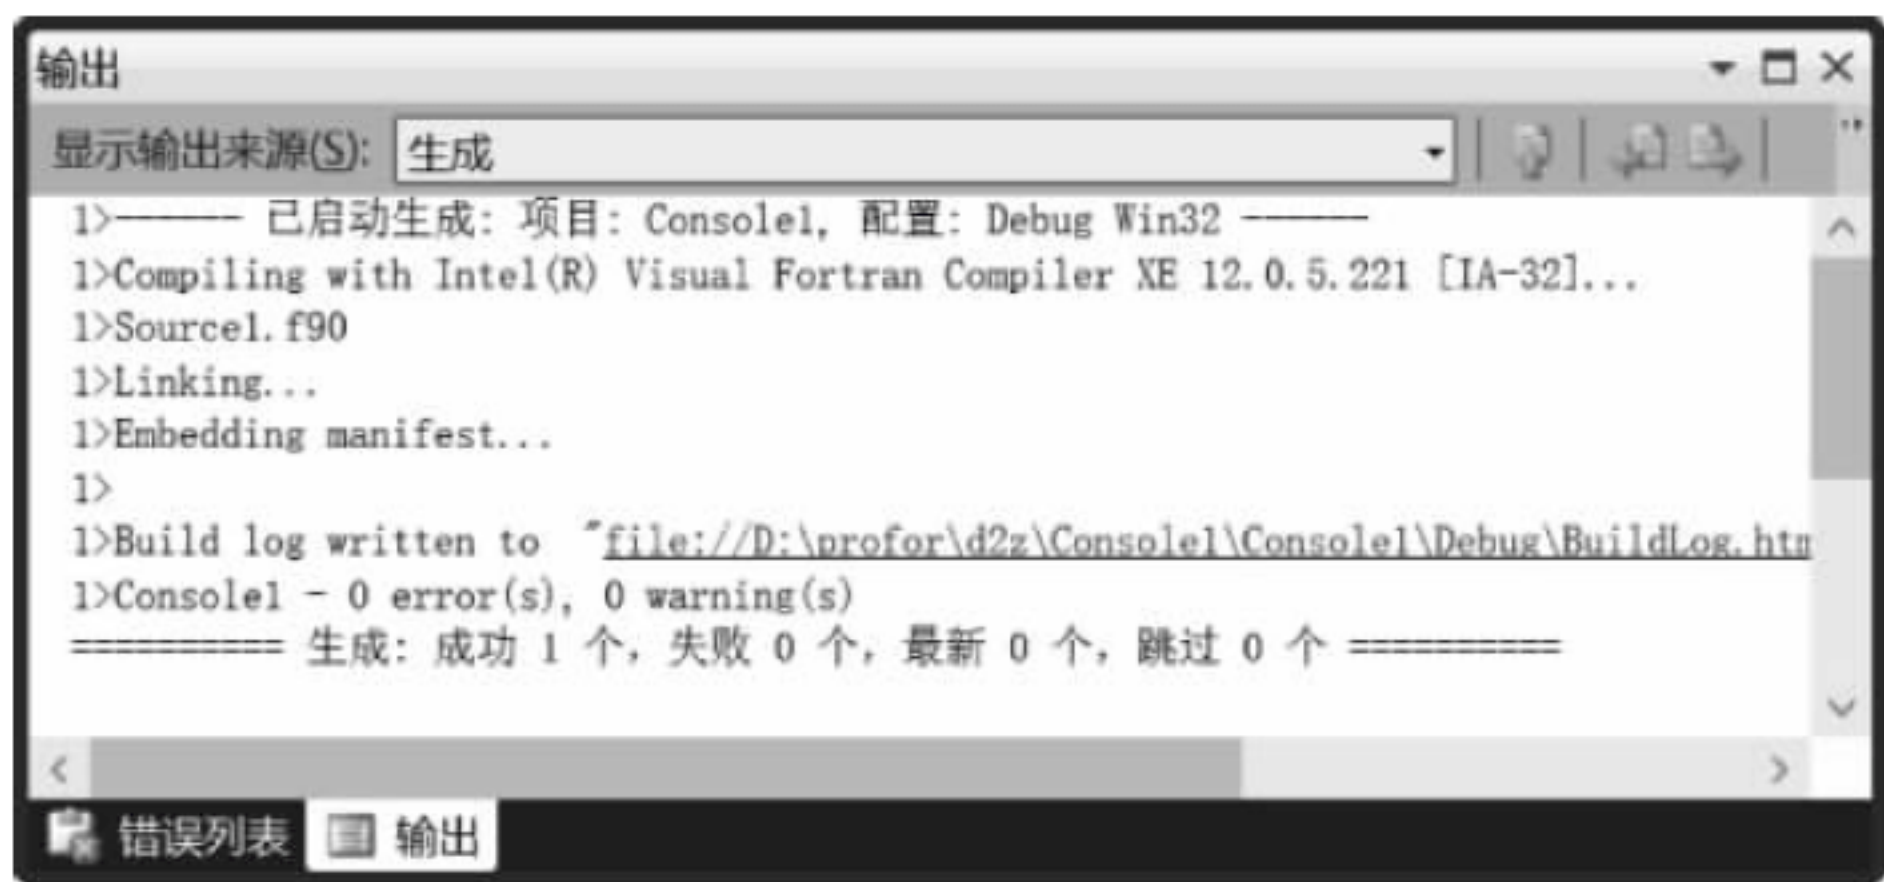 输出
显示输出来源(S): 生成
1>------ 已启动生成: 项目: Console1, 配置: Debug Win32 ------
1>Compiling with Intel(R) Visual Fortran Compiler XE 12.0.5.221 [IA-32]...
1>Source1.f90
1>Linking...
1>Embedding manifest...
1>
1>Build log written to  "file://D:\profor\d2z\Console1\Console1\Debug\BuildLog.htm
1>Console1 - 0 error(s), 0 warning(s)
========== 生成: 成功 1 个，失败 0 个，最新 0 个，跳过 0 个 ==========
错误列表 输出